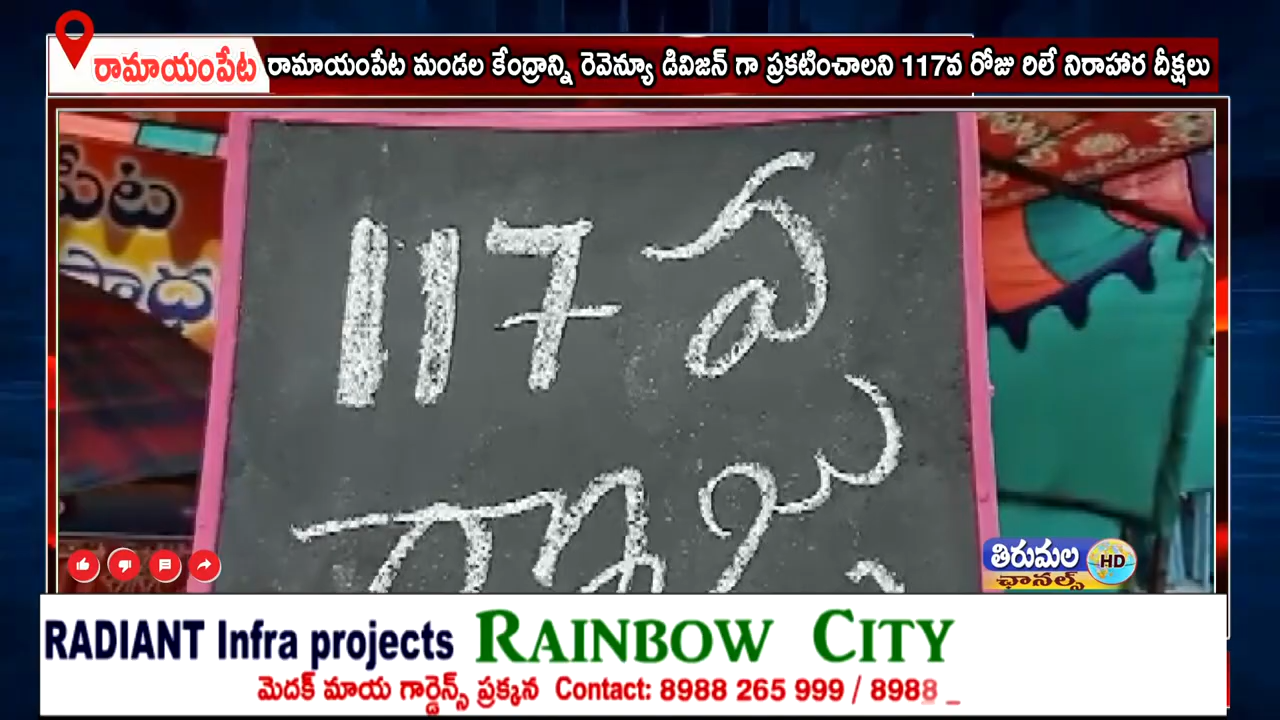 రామాయంపేట
రామాయంపేట మండల కేంద్రాన్ని రెవెన్యూ డివిజన్ గా ప్రకటించాలని 117వ రోజు రిలే నిరాహార దీక్షలు
పేట
సాధ
117 వ
రోజు
తిరుమల
ఛానల్స్
HD
RADIANT Infra projects RAINBOW CITY
మెదక్ మాయ గార్డెన్స్ ప్రక్కన Contact: 8988 265 999 / 8988 _